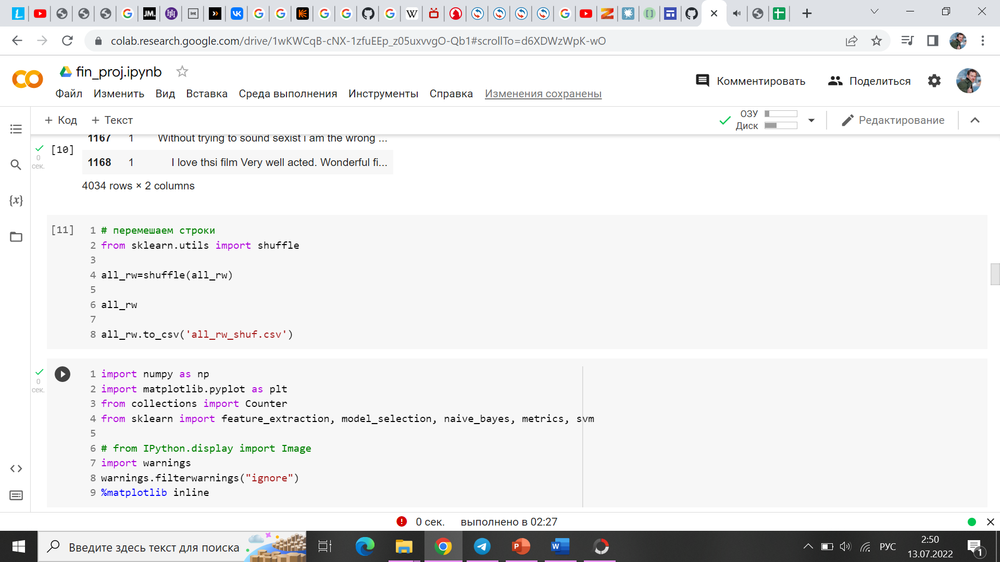 JM
Int
W
colab.research.google.com/drive/1wKWCqB-cNX-1zfuEEp_z05uxvvgO-Qb1#scrollTo=d6XDWzWpK-wO
fin_proj.ipynb
Комментировать
Поделиться
Файл Изменить Вид Вставка Среда выполнения Инструменты Справка Изменения сохранены
+ Код + Текст
ОЗУ
Диск
Редактирование
1167 1 Without trying to sound sexist i am the wrong ...
[10]
0
сек.
1168 1 I love thsi film Very well acted. Wonderful fi...
4034 rows × 2 columns
{x}
[11]
1 # перемешаем строки
2 from sklearn.utils import shuffle
3
4 all_rw=shuffle(all_rw)
5
6 all_rw
7
8 all_rw.to_csv('all_rw_shuf.csv')
0
сек.
1 import numpy as np
2 import matplotlib.pyplot as plt
3 from collections import Counter
4 from sklearn import feature_extraction, model_selection, naive_bayes, metrics, svm
5
6 # from IPython.display import Image
7 import warnings
8 warnings.filterwarnings("ignore")
9 %matplotlib inline
0 сек. выполнено в 02:27
Введите здесь текст для поиска
P
W
РУС
2:50
13.07.2022
1